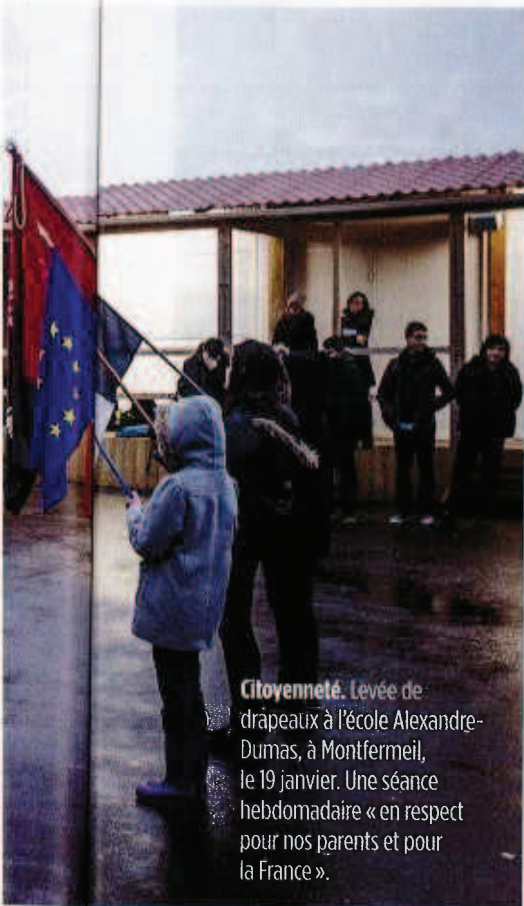 Citoyenneté. Levée de
drapeaux à l'école Alexandre-
Dumas, à Montfermeil,
le 19 janvier. Une séance
hebdomadaire « en respect
pour nos parents et pour
la France ».